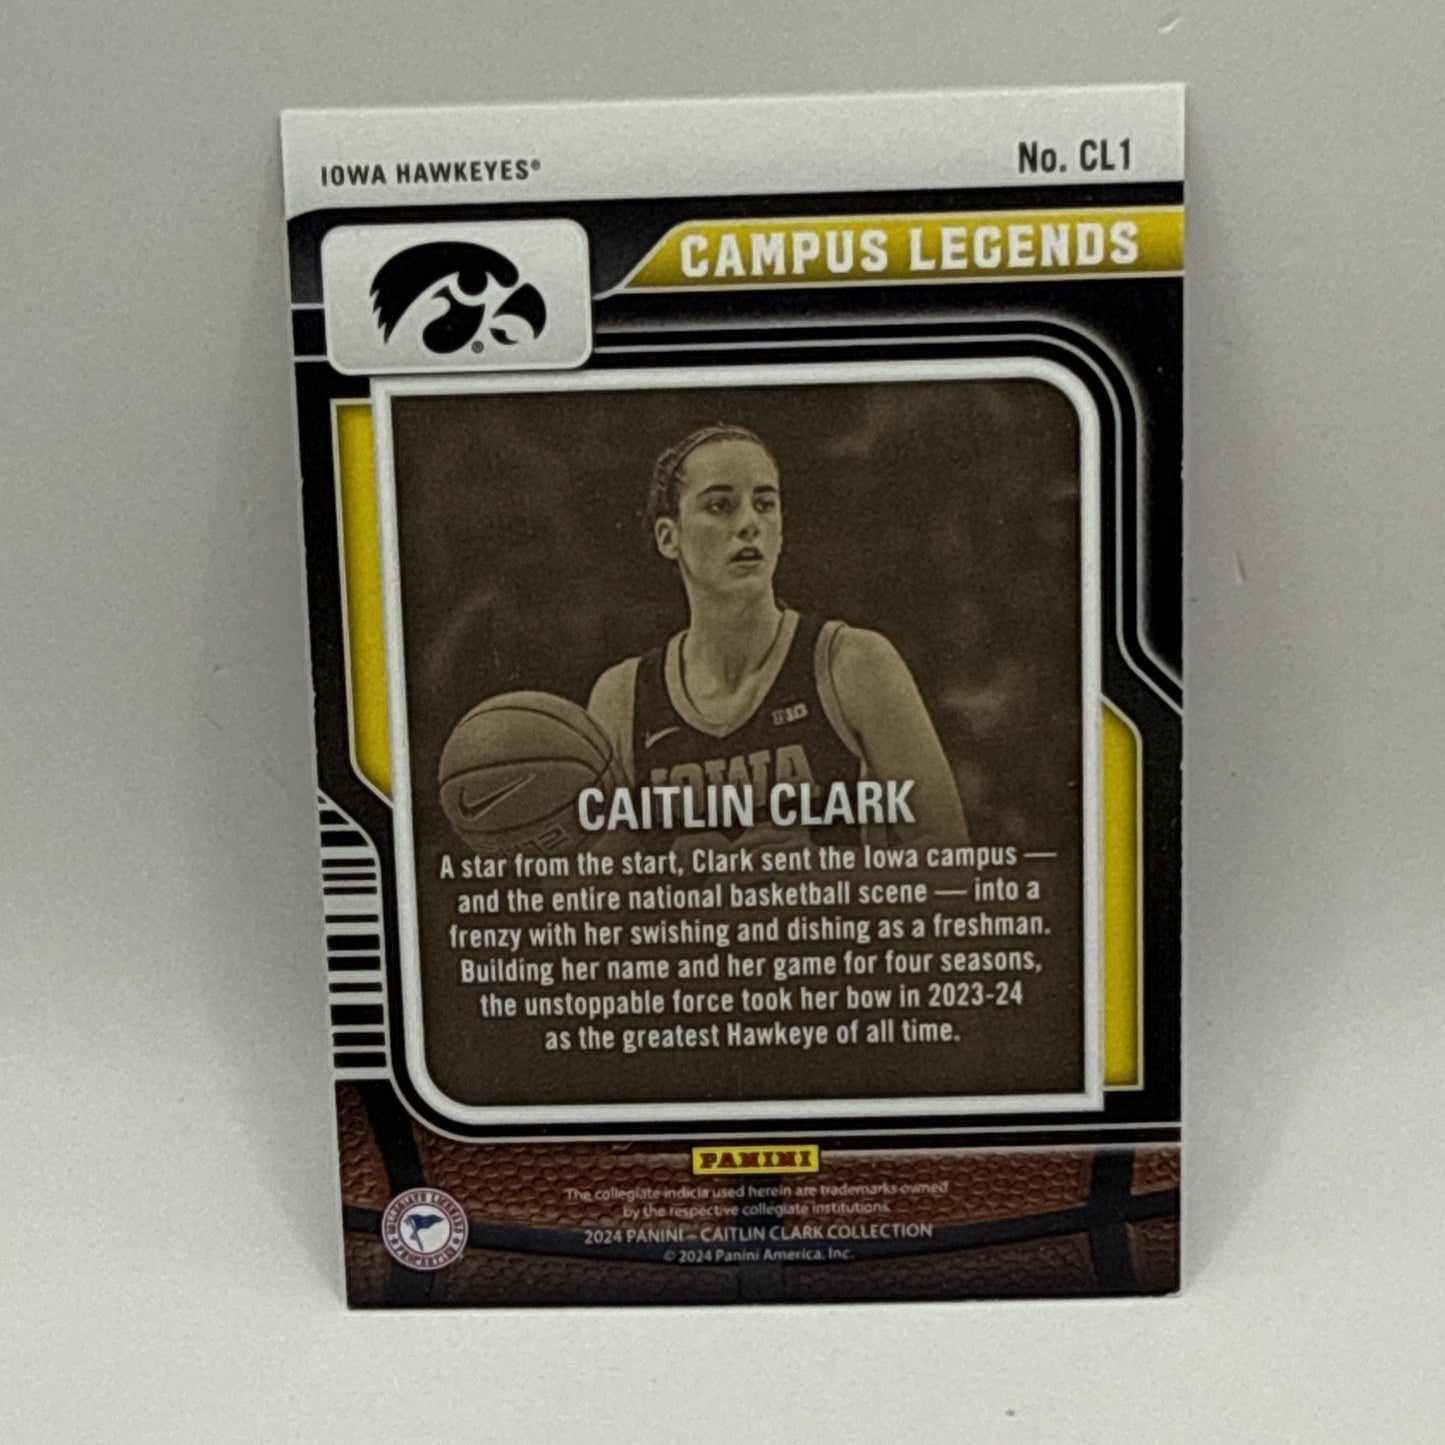 IOWA HAWKEYES®
No. CL1
CAMPUS LEGENDS
®
B1G
IOWA
CAITLIN CLARK
A star from the start, Clark sent the Iowa campus —
and the entire national basketball scene — into a
frenzy with her swishing and dishing as a freshman.
Building her name and her game for four seasons,
the unstoppable force took her bow in 2023-24
as the greatest Hawkeye of all time.
PANINI
The collegiate indicia used herein are trademarks owned
by the respective collegiate institutions.
2024 PANINI – CAITLIN CLARK COLLECTION
© 2024 Panini America, Inc.